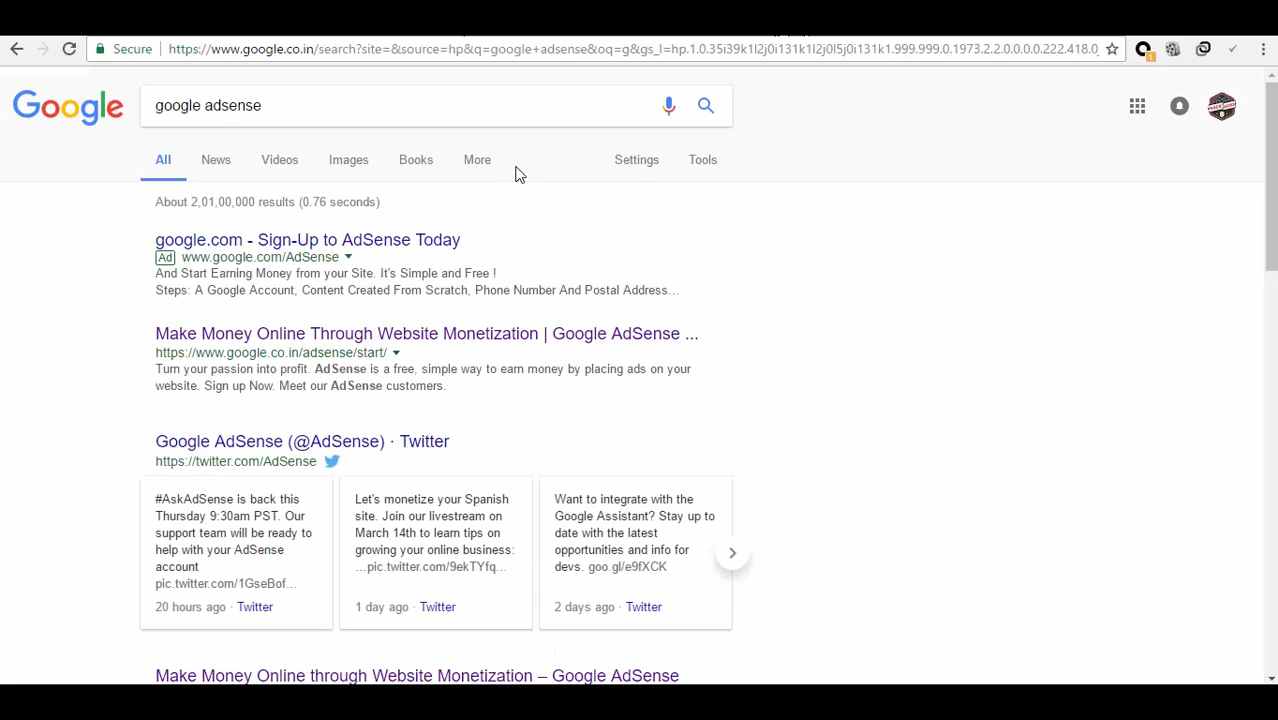 Secure https://www.google.co.in/search?site=&source=hp&q=google+adsense&oq=g&gs_l=hp.1.0.35i39k1l2j0i131k1l2j0l5j0i131k1.999.999.0.1973.2.2.0.0.0.0.222.418.0.
1
Google google adsense
All News Videos Images Books More Settings Tools
About 2,01,00,000 results (0.76 seconds)
google.com - Sign-Up to AdSense Today
Ad www.google.com/AdSense
And Start Earning Money from your Site. It's Simple and Free !
Steps: A Google Account, Content Created From Scratch, Phone Number And Postal Address...
Make Money Online Through Website Monetization | Google AdSense ...
https://www.google.co.in/adsense/start/
Turn your passion into profit. AdSense is a free, simple way to earn money by placing ads on your
website. Sign up Now. Meet our AdSense customers.
Google AdSense (@AdSense) · Twitter
https://twitter.com/AdSense
#AskAdSense is back this
Thursday 9:30am PST. Our
support team will be ready to
help with your AdSense
account
pic.twitter.com/1GseBof...
20 hours ago · Twitter
Let's monetize your Spanish
site. Join our livestream on
March 14th to learn tips on
growing your online business:
...pic.twitter.com/9ekTYfq...
1 day ago · Twitter
Want to integrate with the
Google Assistant? Stay up to
date with the latest
opportunities and info for
devs. goo.gl/e9fXCK
2 days ago · Twitter
Make Money Online through Website Monetization – Google AdSense